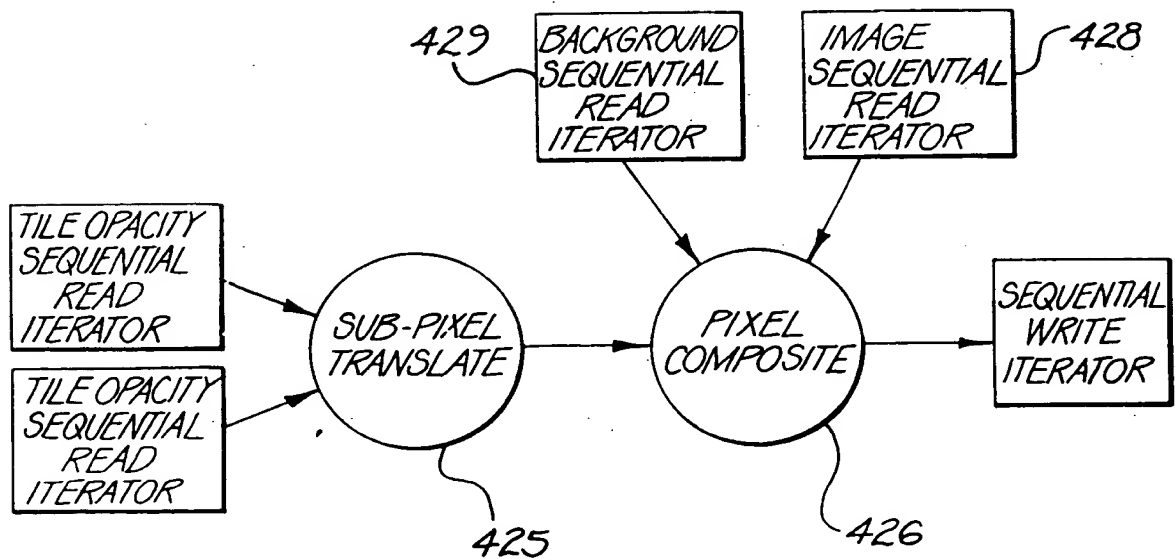 429
BACKGROUND
SEQUENTIAL
READ
ITERATOR
IMAGE
SEQUENTIAL
READ
ITERATOR
428
TILE OPACITY
SEQUENTIAL
READ
ITERATOR
TILE OPACITY
SEQUENTIAL
READ
ITERATOR
SUB-PIXEL
TRANSLATE
425
PIXEL
COMPOSITE
426
SEQUENTIAL
WRITE
ITERATOR